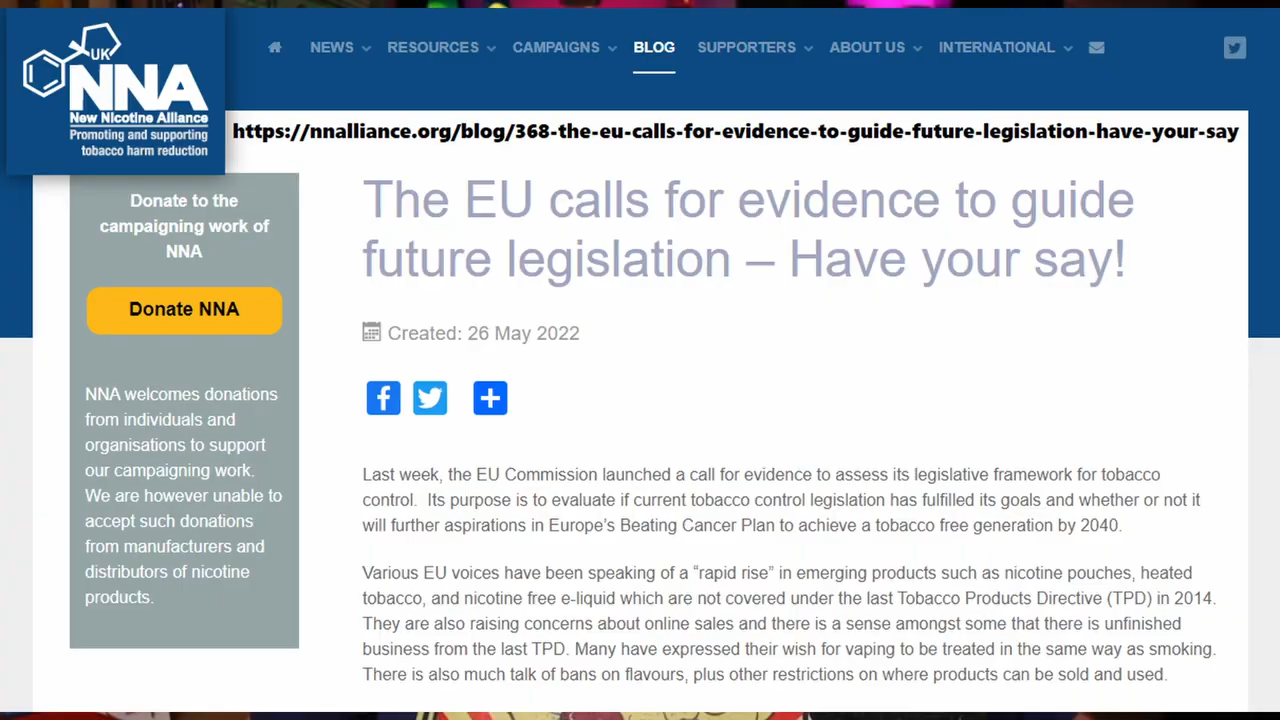 UK
NNA
New Nicotine Alliance
Promoting and supporting
tobacco harm reduction
NEWS
RESOURCES
CAMPAIGNS
BLOG
SUPPORTERS
ABOUT US
INTERNATIONAL
https://nnalliance.org/blog/368-the-eu-calls-for-evidence-to-guide-future-legislation-have-your-say
Donate to the
campaigning work of
NNA
Donate NNA
NNA welcomes donations
from individuals and
organisations to support
our campaigning work.
We are however unable to
accept such donations
from manufacturers and
distributors of nicotine
products.
The EU calls for evidence to guide
future legislation – Have your say!
Created: 26 May 2022
Last week, the EU Commission launched a call for evidence to assess its legislative framework for tobacco
control.  Its purpose is to evaluate if current tobacco control legislation has fulfilled its goals and whether or not it
will further aspirations in Europe's Beating Cancer Plan to achieve a tobacco free generation by 2040.
Various EU voices have been speaking of a “rapid rise” in emerging products such as nicotine pouches, heated
tobacco, and nicotine free e-liquid which are not covered under the last Tobacco Products Directive (TPD) in 2014.
They are also raising concerns about online sales and there is a sense amongst some that there is unfinished
business from the last TPD. Many have expressed their wish for vaping to be treated in the same way as smoking.
There is also much talk of bans on flavours, plus other restrictions on where products can be sold and used.